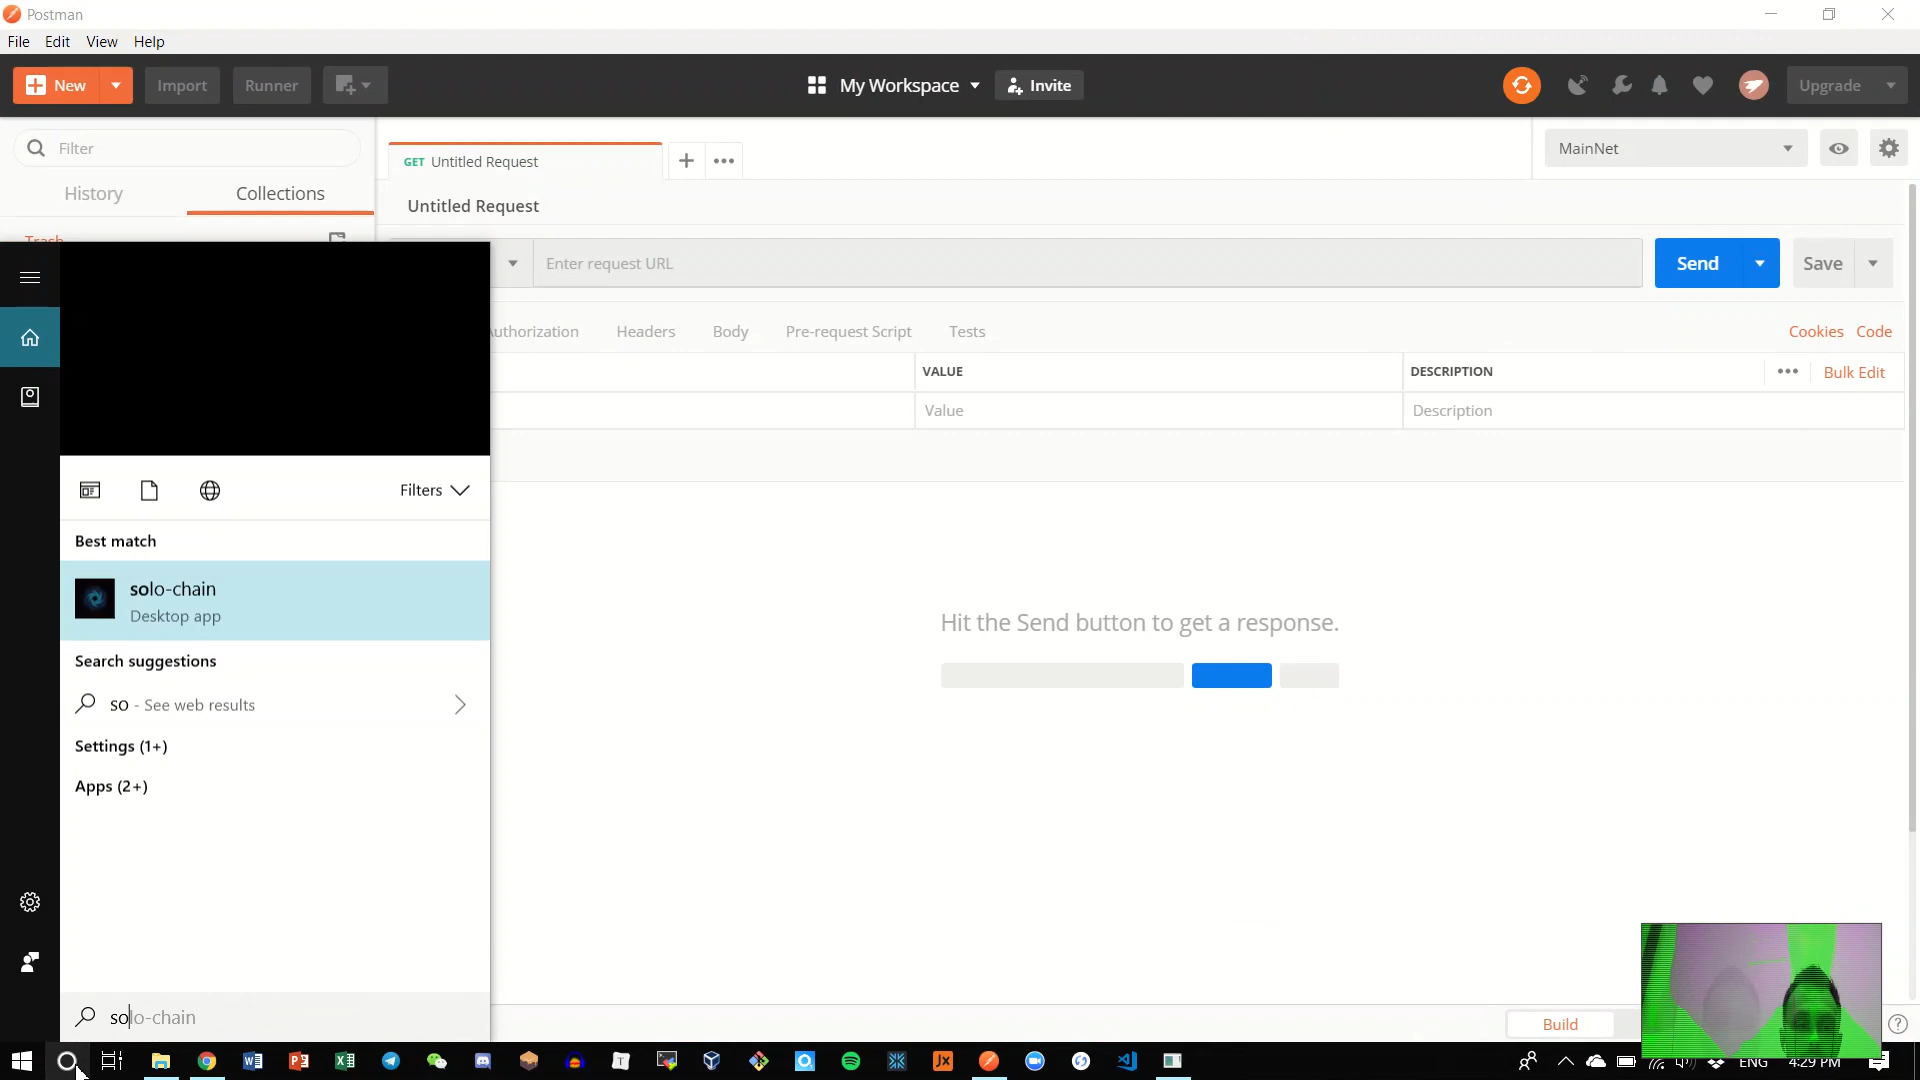 Postman
File Edit View Help
New Import Runner My Workspace Invite Upgrade
Filter
History Collections
Trash
GET Untitled Request
MainNet
Untitled Request
Enter request URL Send Save
uthorization Headers Body Pre-request Script Tests Cookies Code
VALUE DESCRIPTION Bulk Edit
Value Description
Filters
Best match
solo-chain
Desktop app
Search suggestions
so - See web results
Settings (1+)
Apps (2+)
Hit the Send button to get a response.
solo-chain
Build
ENG 4:29 PM